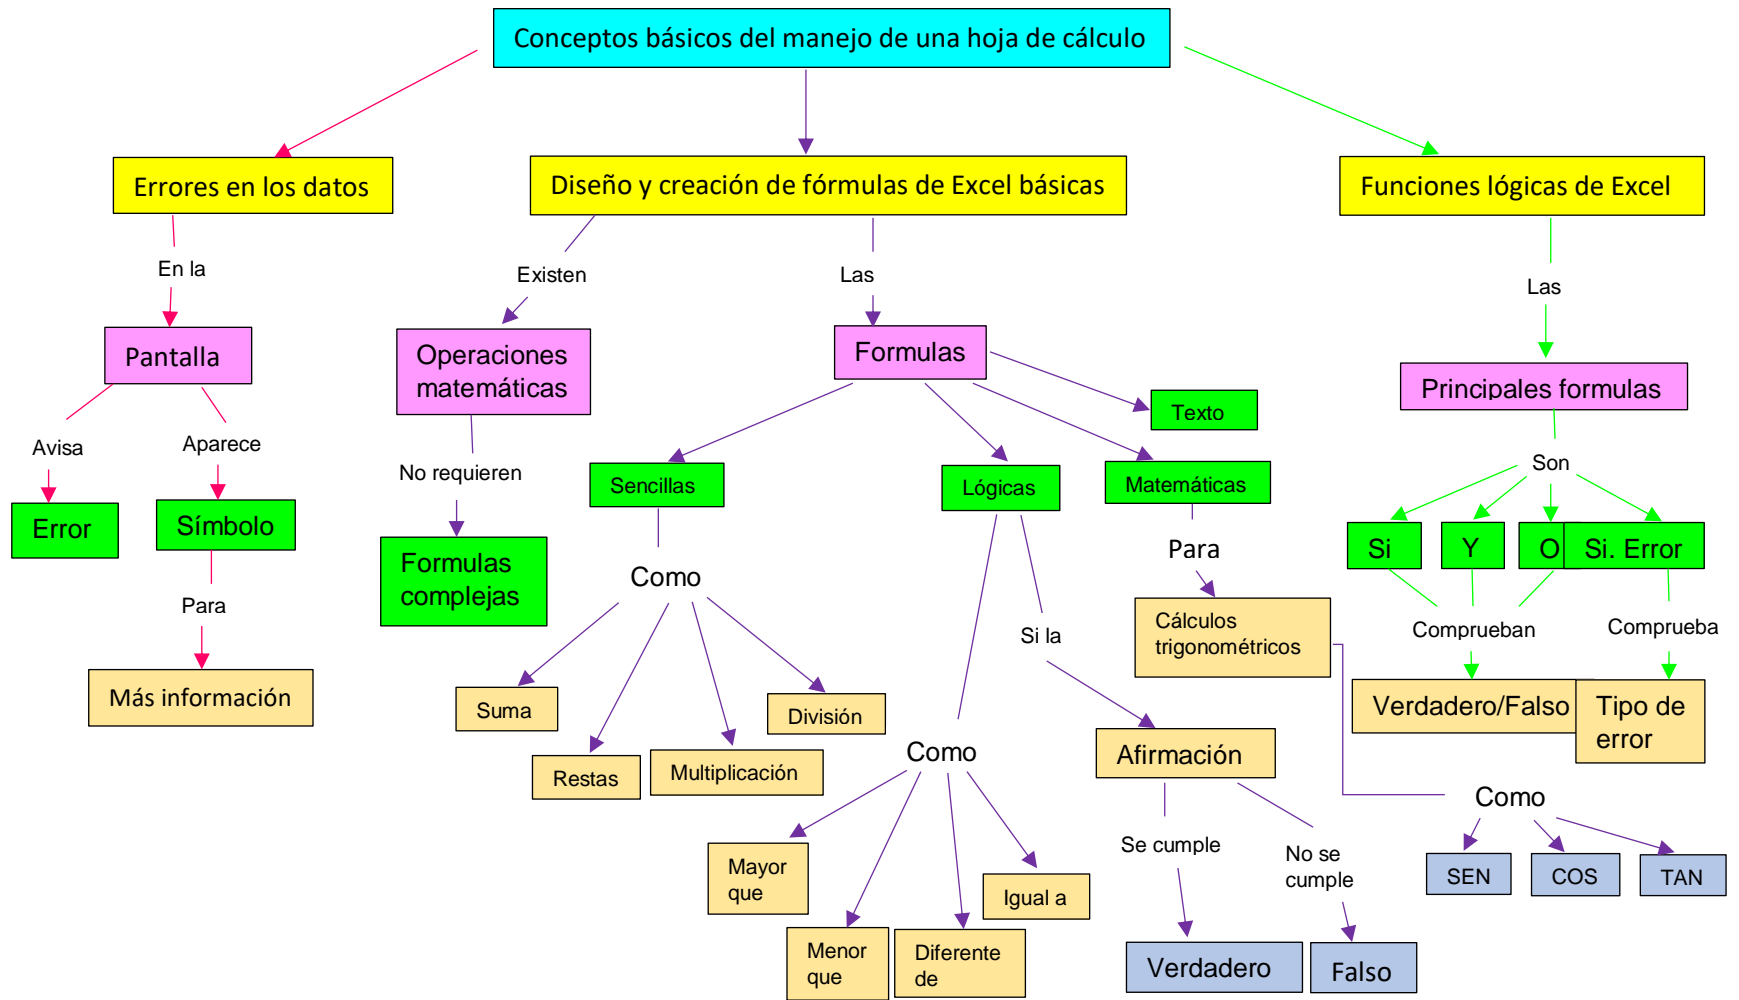 Conceptos básicos del manejo de una hoja de cálculo
Errores en los datos
Diseño y creación de fórmulas de Excel básicas
Funciones lógicas de Excel
En la
Existen
Las
Las
Pantalla
Operaciones
matemáticas
Formulas
Principales formulas
Texto
Avisa
Aparece
No requieren
Son
Sencillas
Lógicas
Matemáticas
Error
Símbolo
Formulas
complejas
Si
Y
O
Si. Error
Como
Para
Para
Cálculos
trigonométricos
Si la
Comprueban
Comprueba
Más información
Suma
División
Restas
Multiplicación
Como
Afirmación
Verdadero/Falso
Tipo de
error
Como
Se cumple
No se
cumple
Mayor
que
Igual a
Menor
que
Diferente
de
SEN
COS
TAN
Verdadero
Falso